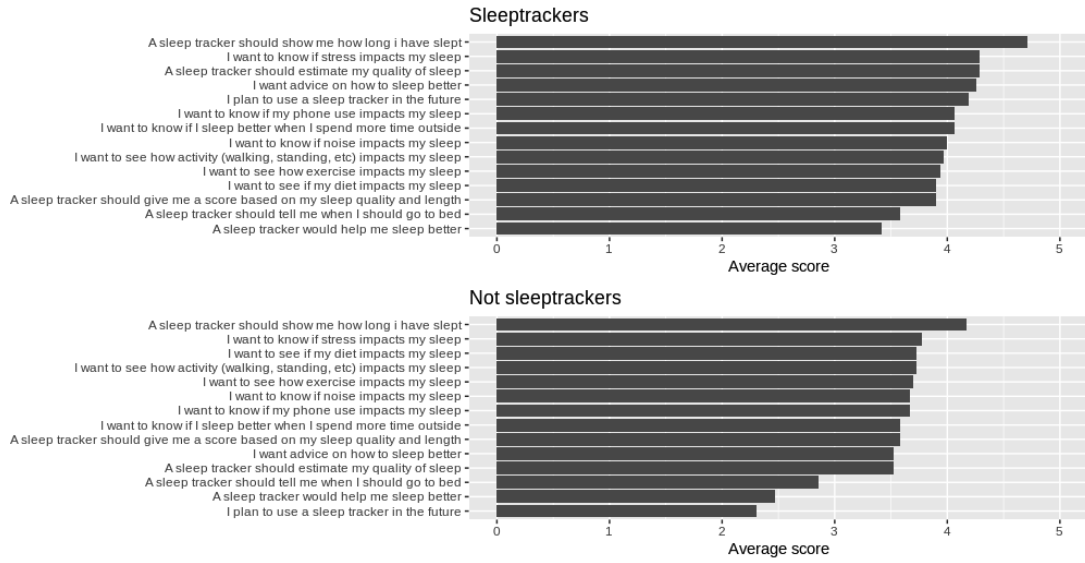 Sleeptrackers
A sleep tracker should show me how long i have slept
I want to know if stress impacts my sleep
A sleep tracker should estimate my quality of sleep
I want advice on how to sleep better
I plan to use a sleep tracker in the future
I want to know if my phone use impacts my sleep
I want to know if I sleep better when I spend more time outside
I want to know if noise impacts my sleep
I want to see how activity (walking, standing, etc) impacts my sleep
I want to see how exercise impacts my sleep
I want to see if my diet impacts my sleep
A sleep tracker should give me a score based on my sleep quality and length
A sleep tracker should tell me when I should go to bed
A sleep tracker would help me sleep better
0 1 2 3 4 5
Average score
Not sleeptrackers
A sleep tracker should show me how long i have slept
I want to know if stress impacts my sleep
I want to see if my diet impacts my sleep
I want to see how activity (walking, standing, etc) impacts my sleep
I want to see how exercise impacts my sleep
I want to know if noise impacts my sleep
I want to know if my phone use impacts my sleep
I want to know if I sleep better when I spend more time outside
A sleep tracker should give me a score based on my sleep quality and length
I want advice on how to sleep better
A sleep tracker should estimate my quality of sleep
A sleep tracker should tell me when I should go to bed
A sleep tracker would help me sleep better
I plan to use a sleep tracker in the future
0 1 2 3 4 5
Average score